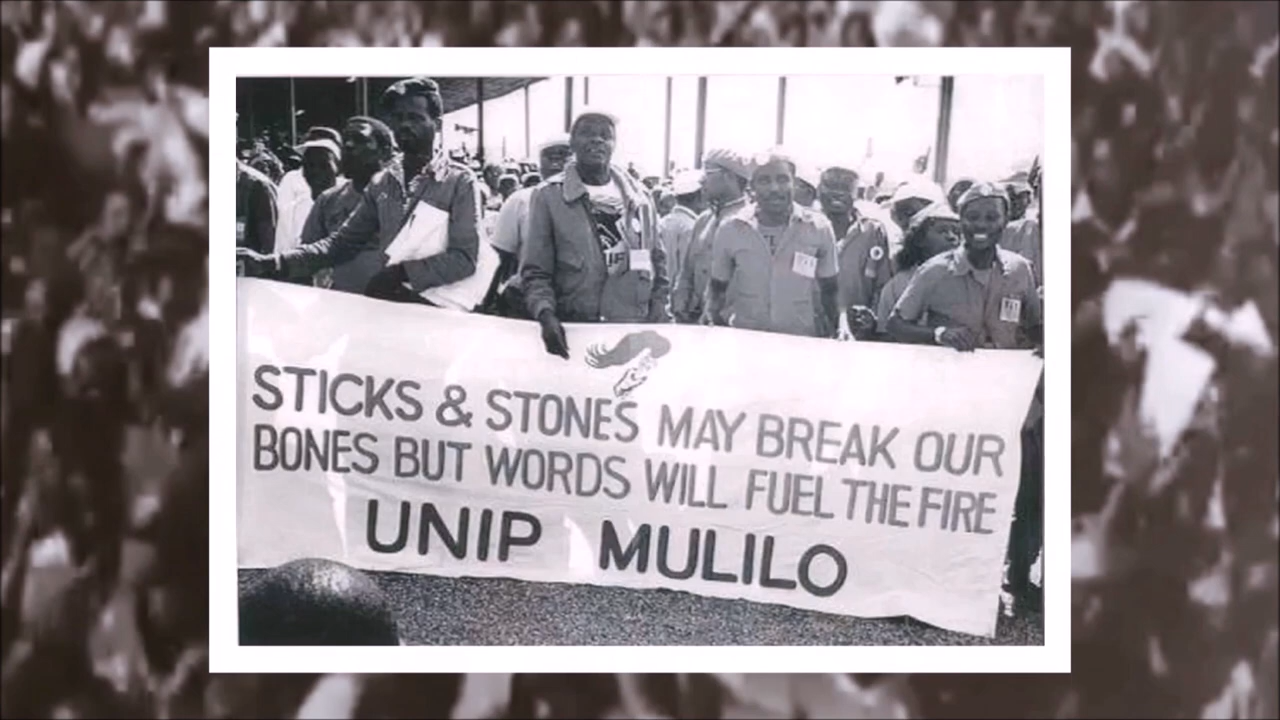 STICKS & STONES MAY BREAK OUR
BONES BUT WORDS WILL FUEL THE FIRE
UNIP MULILO